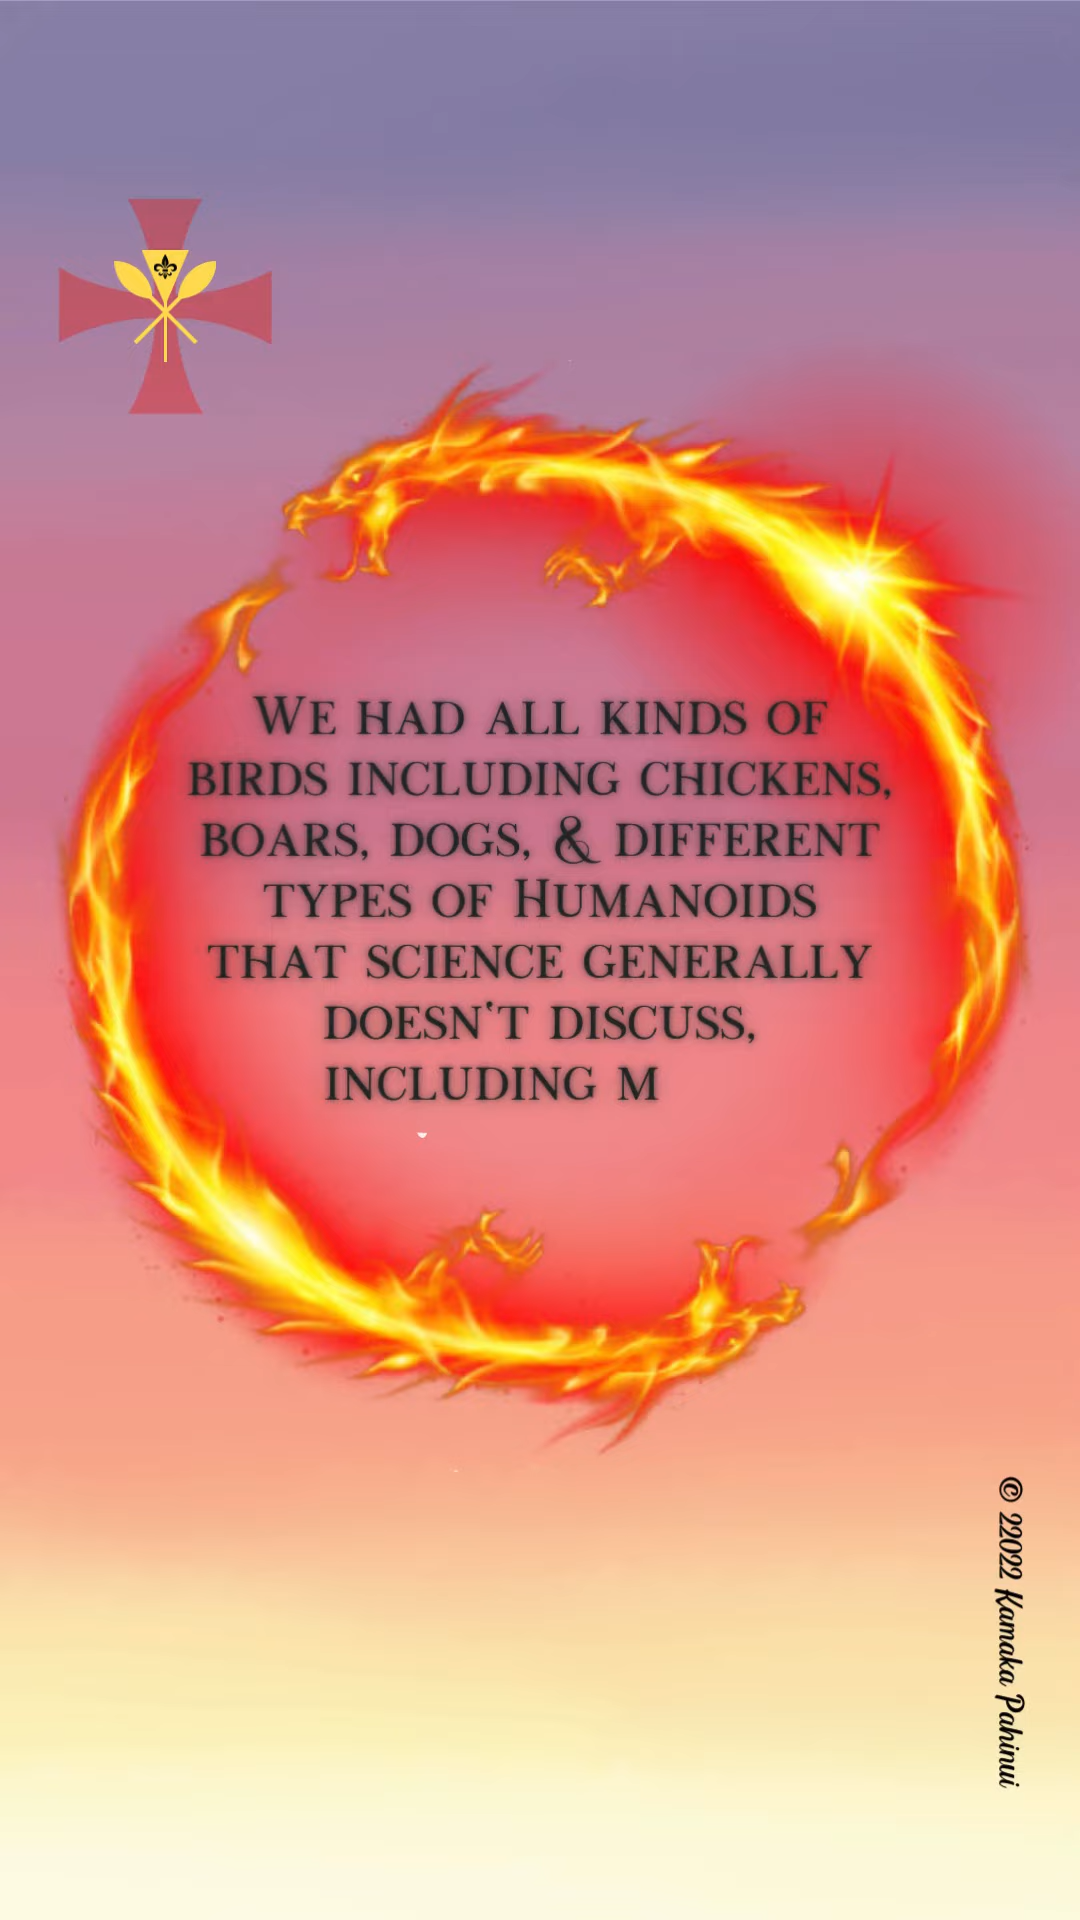 We had all kinds of
birds including chickens,
boars, dogs, & different
types of Humanoids
that science generally
doesn't discuss,
including m
© 22022 Kamaka Pahinui